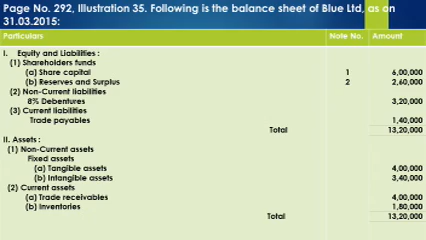 Page No. 292, Illustration 35. Following is the balance sheet of Blue Ltd, as on
31.03.2015:
Particulars Note No. Amount
I. Equity and Liabilities :
(1) Shareholders funds
(a) Share capital 1 6,00,000
(b) Reserves and Surplus 2 2,60,000
(2) Non-Current liabilities
8% Debentures 3,20,000
(3) Current liabilities
Trade payables 1,40,000
Total 13,20,000
II. Assets :
(1) Non-Current assets
Fixed assets
(a) Tangible assets 4,00,000
(b) Intangible assets 3,40,000
(2) Current assets
(a) Trade receivables 4,00,000
(b) Inventories 1,80,000
Total 13,20,000